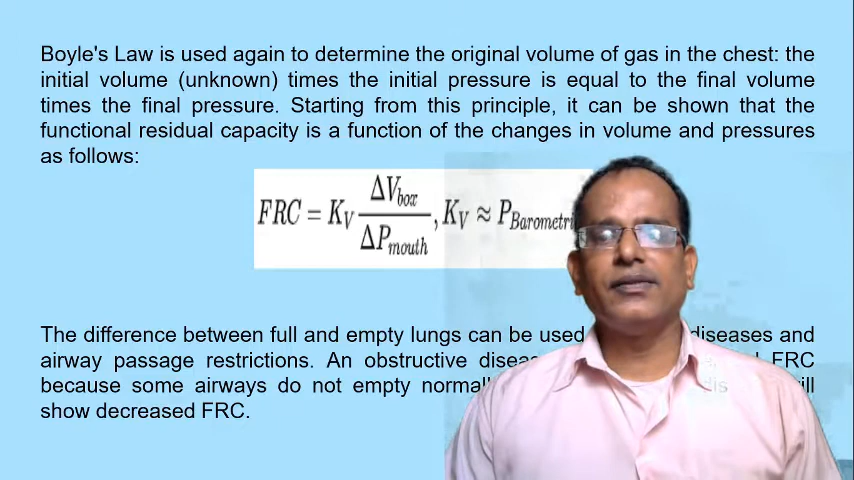 Boyle's Law is used again to determine the original volume of gas in the chest: the
initial volume (unknown) times the initial pressure is equal to the final volume
times the final pressure. Starting from this principle, it can be shown that the
functional residual capacity is a function of the changes in volume and pressures
as follows:
FRC = K_V ΔV_box / ΔP_mouth , K_V ≈ P_Barometri
The difference between full and empty lungs can be used diseases and
airway passage restrictions. An obstructive FRC
because some airways do not empty
show decreased FRC.